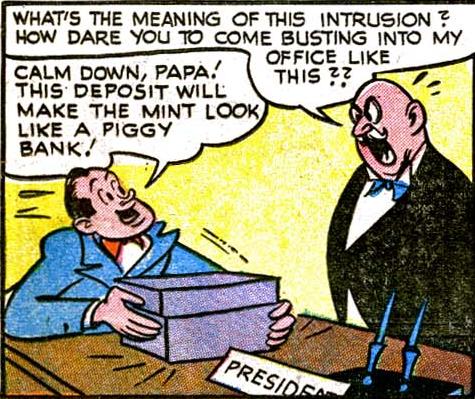 WHAT'S THE MEANING OF THIS INTRUSION?
HOW DARE YOU TO COME BUSTING INTO MY
OFFICE LIKE
THIS??
CALM DOWN, PAPA!
THIS DEPOSIT WILL
MAKE THE MINT LOOK
LIKE A PIGGY
BANK!
PRESIDENT